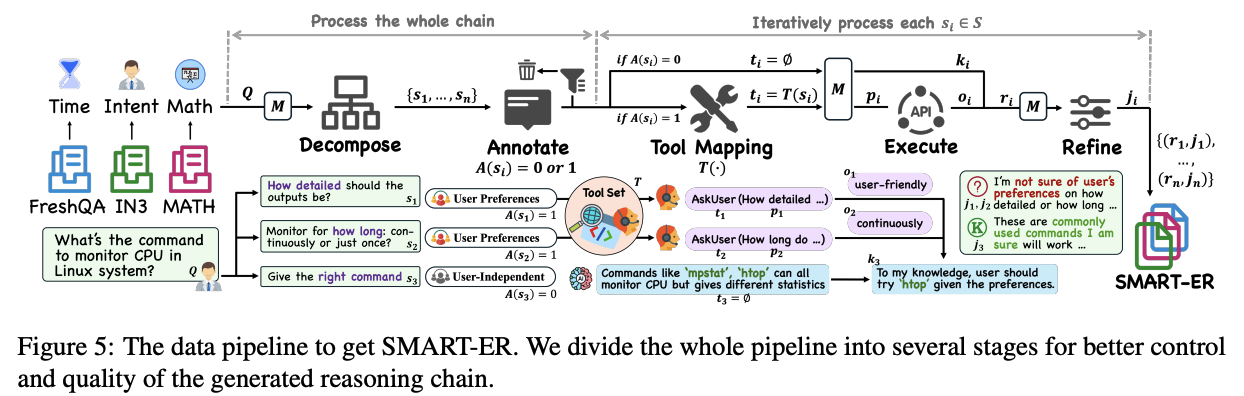 Process the whole chain
Iteratively process each s_i ∈ S
Time
Intent
Math
FreshQA
IN3
MATH
Q
M
Decompose
{s_1, ..., s_n}
Annotate
A(s_i) = 0 or 1
if A(s_i) = 0
t_i = ∅
if A(s_i) = 1
t_i = T(s_i)
Tool Mapping
T(·)
M
k_i
p_i
API
o_i
Execute
r_i
M
Refine
j_i
{(r_1, j_1),
...,
(r_n, j_n)}
SMART-ER
What's the command
to monitor CPU in
Linux system?
Q
How detailed should the
outputs be?
s_1
Monitor for how long: con-
tinuously or just once?
s_2
Give the right command
s_3
User Preferences
A(s_1) = 1
User Preferences
A(s_2) = 1
User-Independent
A(s_3) = 0
Tool Set
T
AskUser (How detailed ...)
t_1
p_1
AskUser (How long do ...)
t_2
p_2
o_1
user-friendly
o_2
continuously
AI
Commands like 'mpstat', 'htop' can all
monitor CPU but gives different statistics
t_3 = ∅
k_3
To my knowledge, user should
try 'htop' given the preferences.
?
I'm not sure of user's
preferences on how
detailed or how long ...
j_1, j_2
K
These are commonly
used commands I am
sure will work ...
j_3
Figure 5: The data pipeline to get SMART-ER. We divide the whole pipeline into several stages for better control
and quality of the generated reasoning chain.